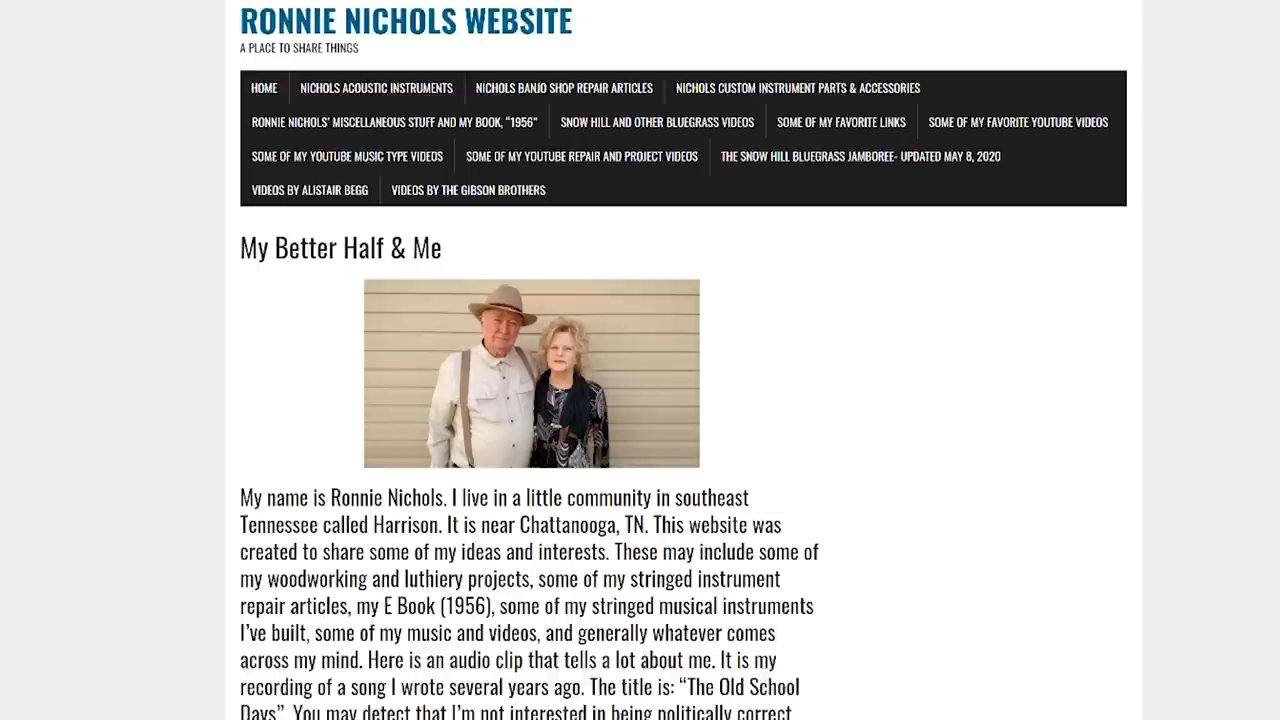 RONNIE NICHOLS WEBSITE
A PLACE TO SHARE THINGS
HOME NICHOLS ACOUSTIC INSTRUMENTS NICHOLS BANJO SHOP REPAIR ARTICLES NICHOLS CUSTOM INSTRUMENT PARTS & ACCESSORIES
RONNIE NICHOLS' MISCELLANEOUS STUFF AND MY BOOK, “1956” SNOW HILL AND OTHER BLUEGRASS VIDEOS SOME OF MY FAVORITE LINKS SOME OF MY FAVORITE YOUTUBE VIDEOS
SOME OF MY YOUTUBE MUSIC TYPE VIDEOS SOME OF MY YOUTUBE REPAIR AND PROJECT VIDEOS THE SNOW HILL BLUEGRASS JAMBOREE- UPDATED MAY 8, 2020
VIDEOS BY ALISTAIR BEGG VIDEOS BY THE GIBSON BROTHERS
My Better Half & Me
My name is Ronnie Nichols. I live in a little community in southeast
Tennessee called Harrison. It is near Chattanooga, TN. This website was
created to share some of my ideas and interests. These may include some of
my woodworking and luthiery projects, some of my stringed instrument
repair articles, my E Book (1956), some of my stringed musical instruments
I’ve built, some of my music and videos, and generally whatever comes
across my mind. Here is an audio clip that tells a lot about me. It is my
recording of a song I wrote several years ago. The title is: “The Old School
Days”. You may detect that I’m not interested in being politically correct